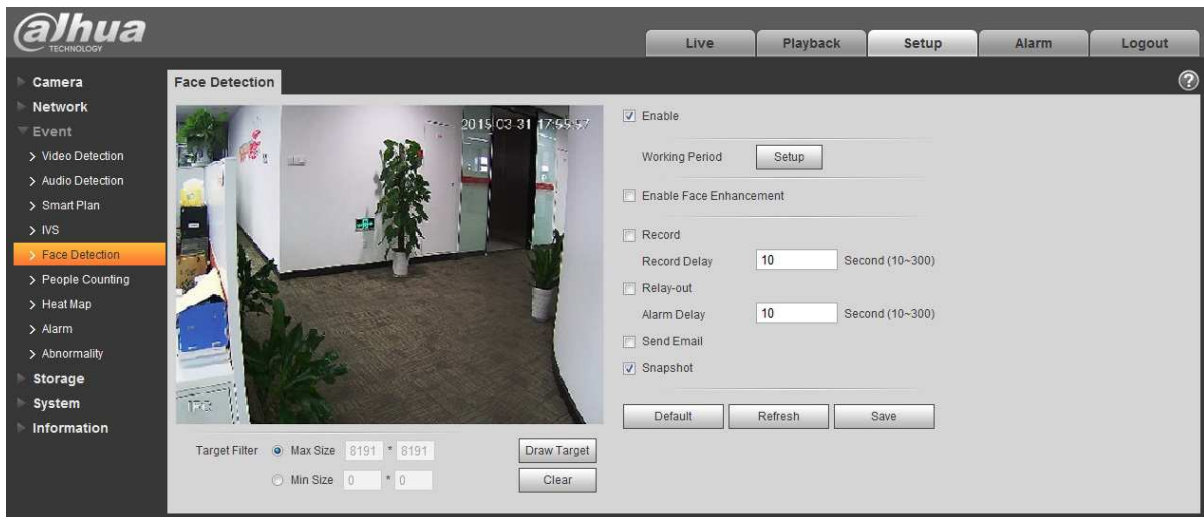 alhua
TECHNOLOGY
Live
Playback
Setup
Alarm
Logout
Camera
Network
Event
> Video Detection
> Audio Detection
> Smart Plan
> IVS
> Face Detection
> People Counting
> Heat Map
> Alarm
> Abnormality
Storage
System
Information
Face Detection
?
2015 03 31 17:55:57
IPC
Target Filter Max Size 8191 * 8191 Draw Target
Min Size 0 * 0 Clear
Enable
Working Period Setup
Enable Face Enhancement
Record
Record Delay 10 Second (10~300)
Relay-out
Alarm Delay 10 Second (10~300)
Send Email
Snapshot
Default Refresh Save